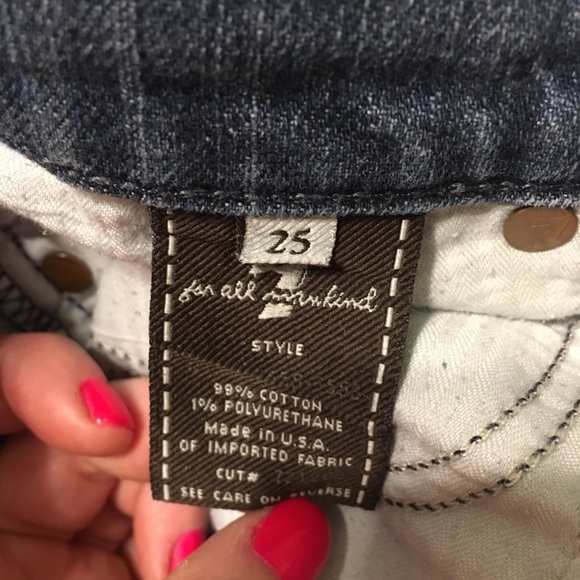 25
7
for all mankind
STYLE
99% COTTON
1% POLYURETHANE
Made in U.S.A.
OF IMPORTED FABRIC
CUT#
SEE CARE ON REVERSE